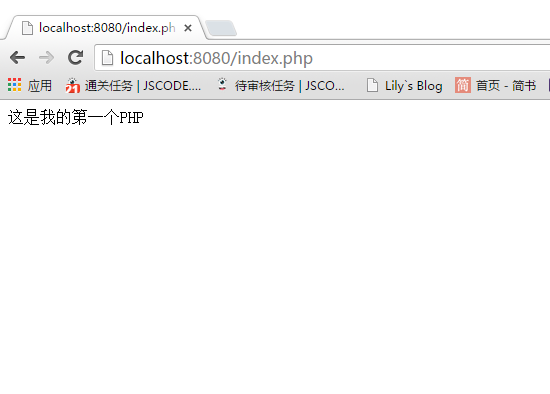 localhost:8080/index.ph
localhost:8080/index.php
应用 21 通关任务 | JSCODE.... 待审核任务 | JSCO... Lily`s Blog 简 首页 - 简书
这是我的第一个PHP